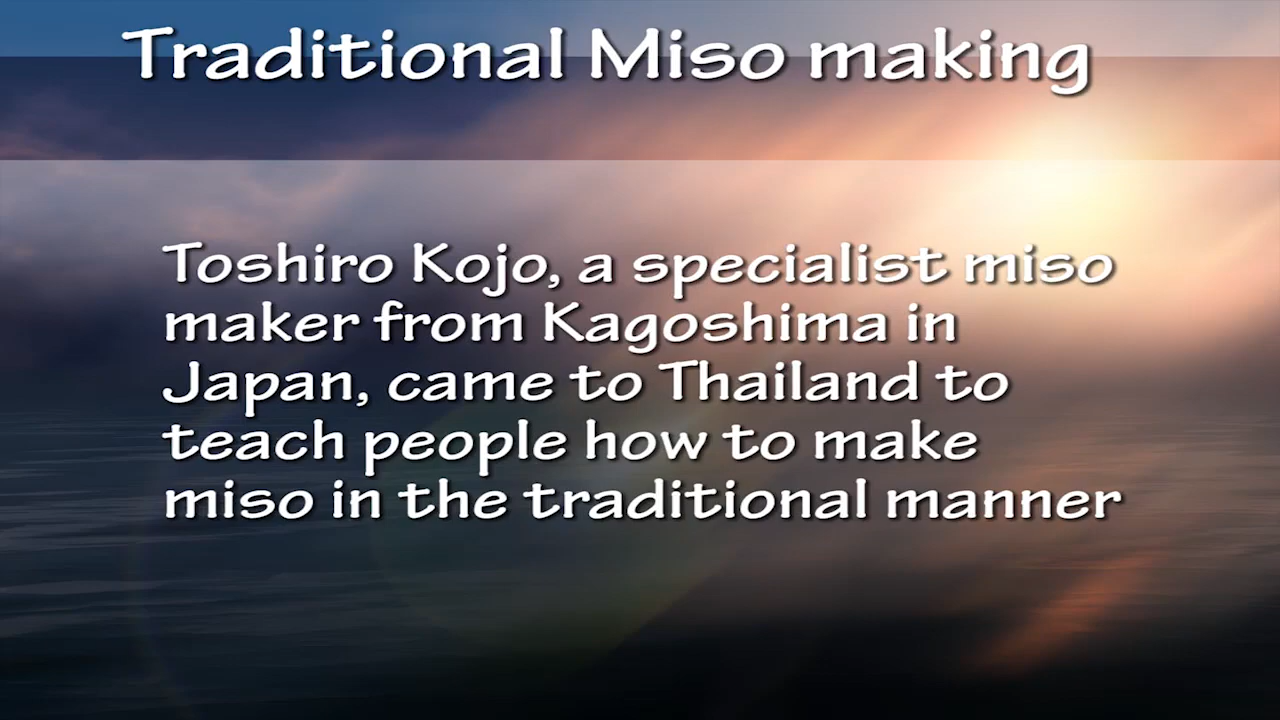 Traditional Miso making
Toshiro Kojo, a specialist miso
maker from Kagoshima in
Japan, came to Thailand to
teach people how to make
miso in the traditional manner